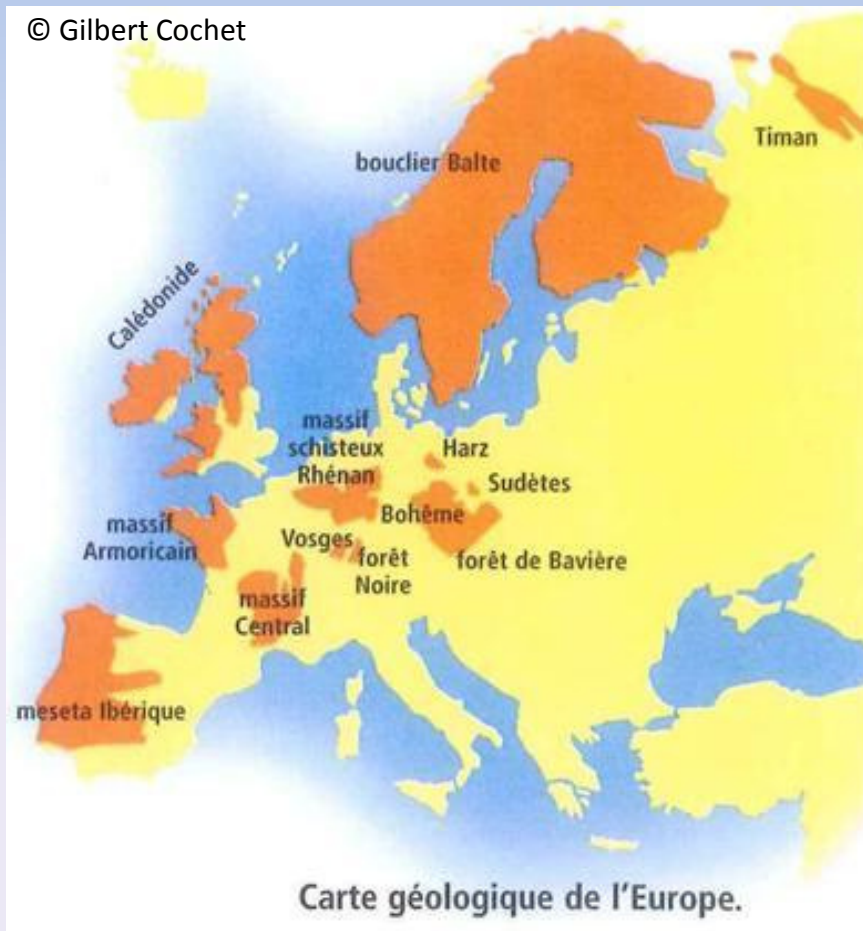 © Gilbert Cochet
bouclier Balte
Timan
Calédonide
massif
schisteux
Rhénan
Harz
Sudètes
Bohême
massif
Armoricain
Vosges
forêt
Noire
forêt de Bavière
massif
Central
meseta Ibérique
Carte géologique de l'Europe.